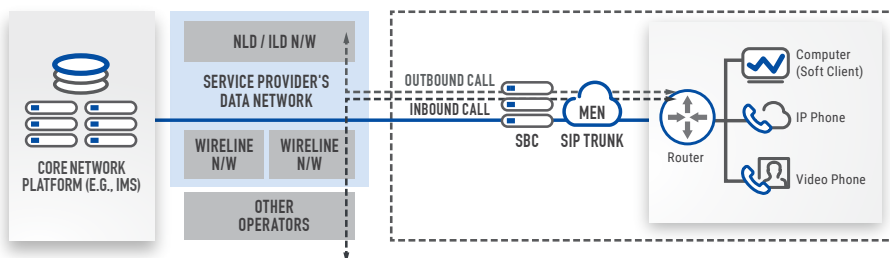 NLD / ILD N/W
SERVICE PROVIDER'S
DATA NETWORK
WIRELINE
N/W
WIRELINE
N/W
OTHER
OPERATORS
CORE NETWORK
PLATFORM (E.G., IMS)
OUTBOUND CALL
INBOUND CALL
SBC
MEN
SIP TRUNK
Router
Computer
(Soft Client)
IP Phone
Video Phone